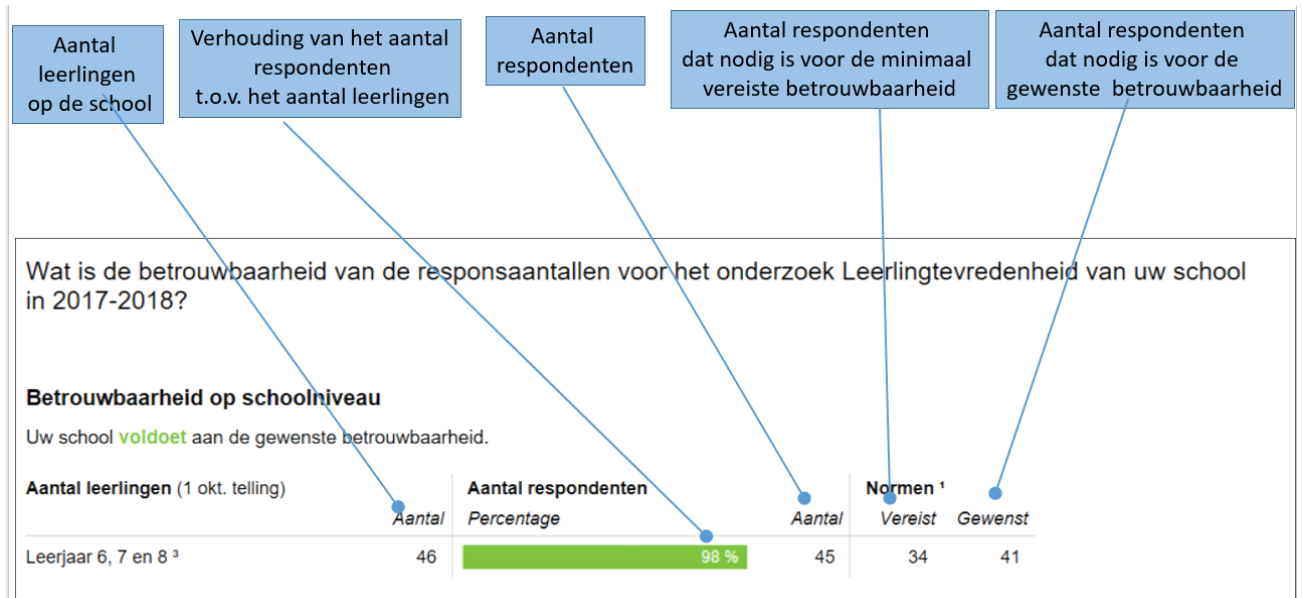 Aantal
leerlingen
op de school
Verhouding van het aantal
respondenten
t.o.v. het aantal leerlingen
Aantal
respondenten
Aantal respondenten
dat nodig is voor de minimaal
vereiste betrouwbaarheid
Aantal respondenten
dat nodig is voor de
gewenste betrouwbaarheid
Wat is de betrouwbaarheid van de responsaantallen voor het onderzoek Leerlingtevredenheid van uw school
in 2017-2018?
Betrouwbaarheid op schoolniveau
Uw school voldoet aan de gewenste betrouwbaarheid.
Aantal leerlingen (1 okt. telling) Aantal respondenten Normen ¹
Aantal Percentage Aantal Vereist Gewenst
Leerjaar 6, 7 en 8 ³ 46 98 % 45 34 41